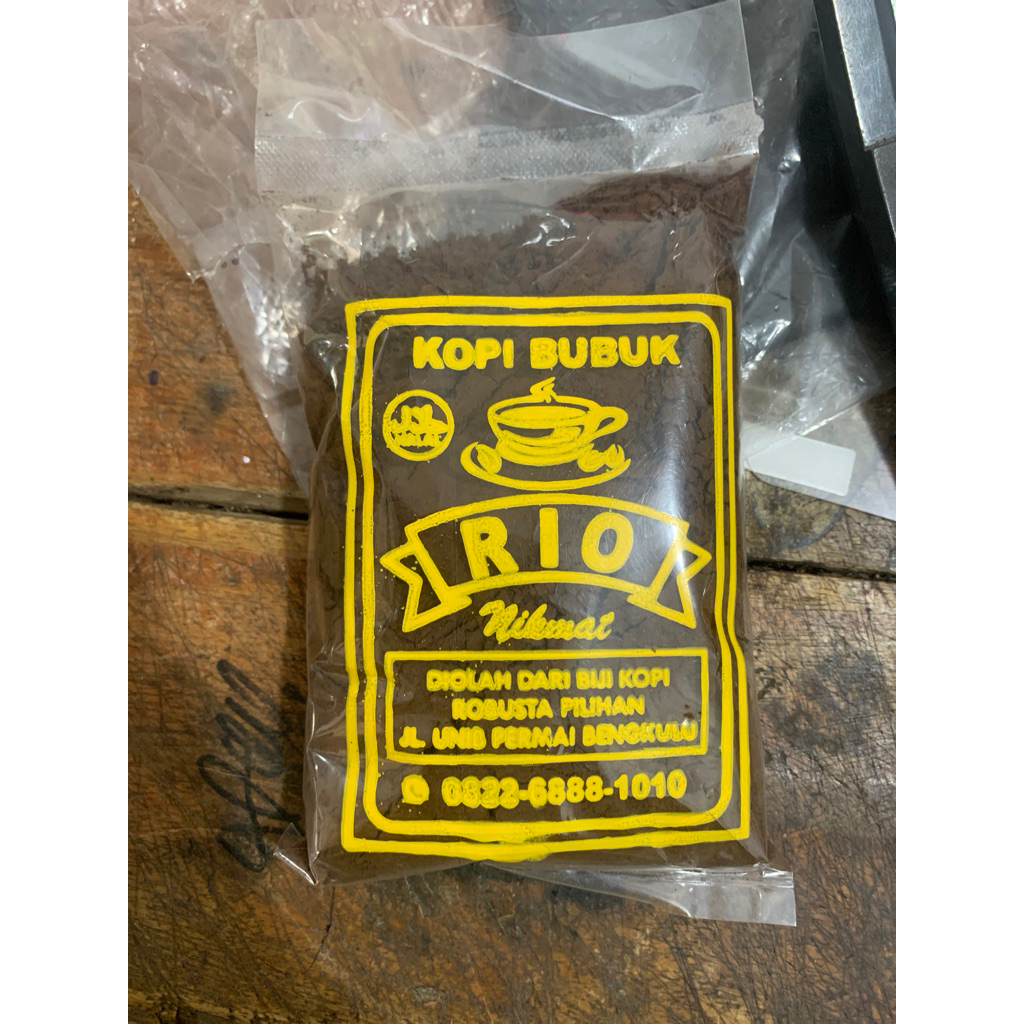 KOPI BUBUK
RIO
Nikmat
DIOLAH DARI BIJI KOPI
ROBUSTA PILIHAN
JL. UNIB PERMAI BENGKULU
0822-6888-1010